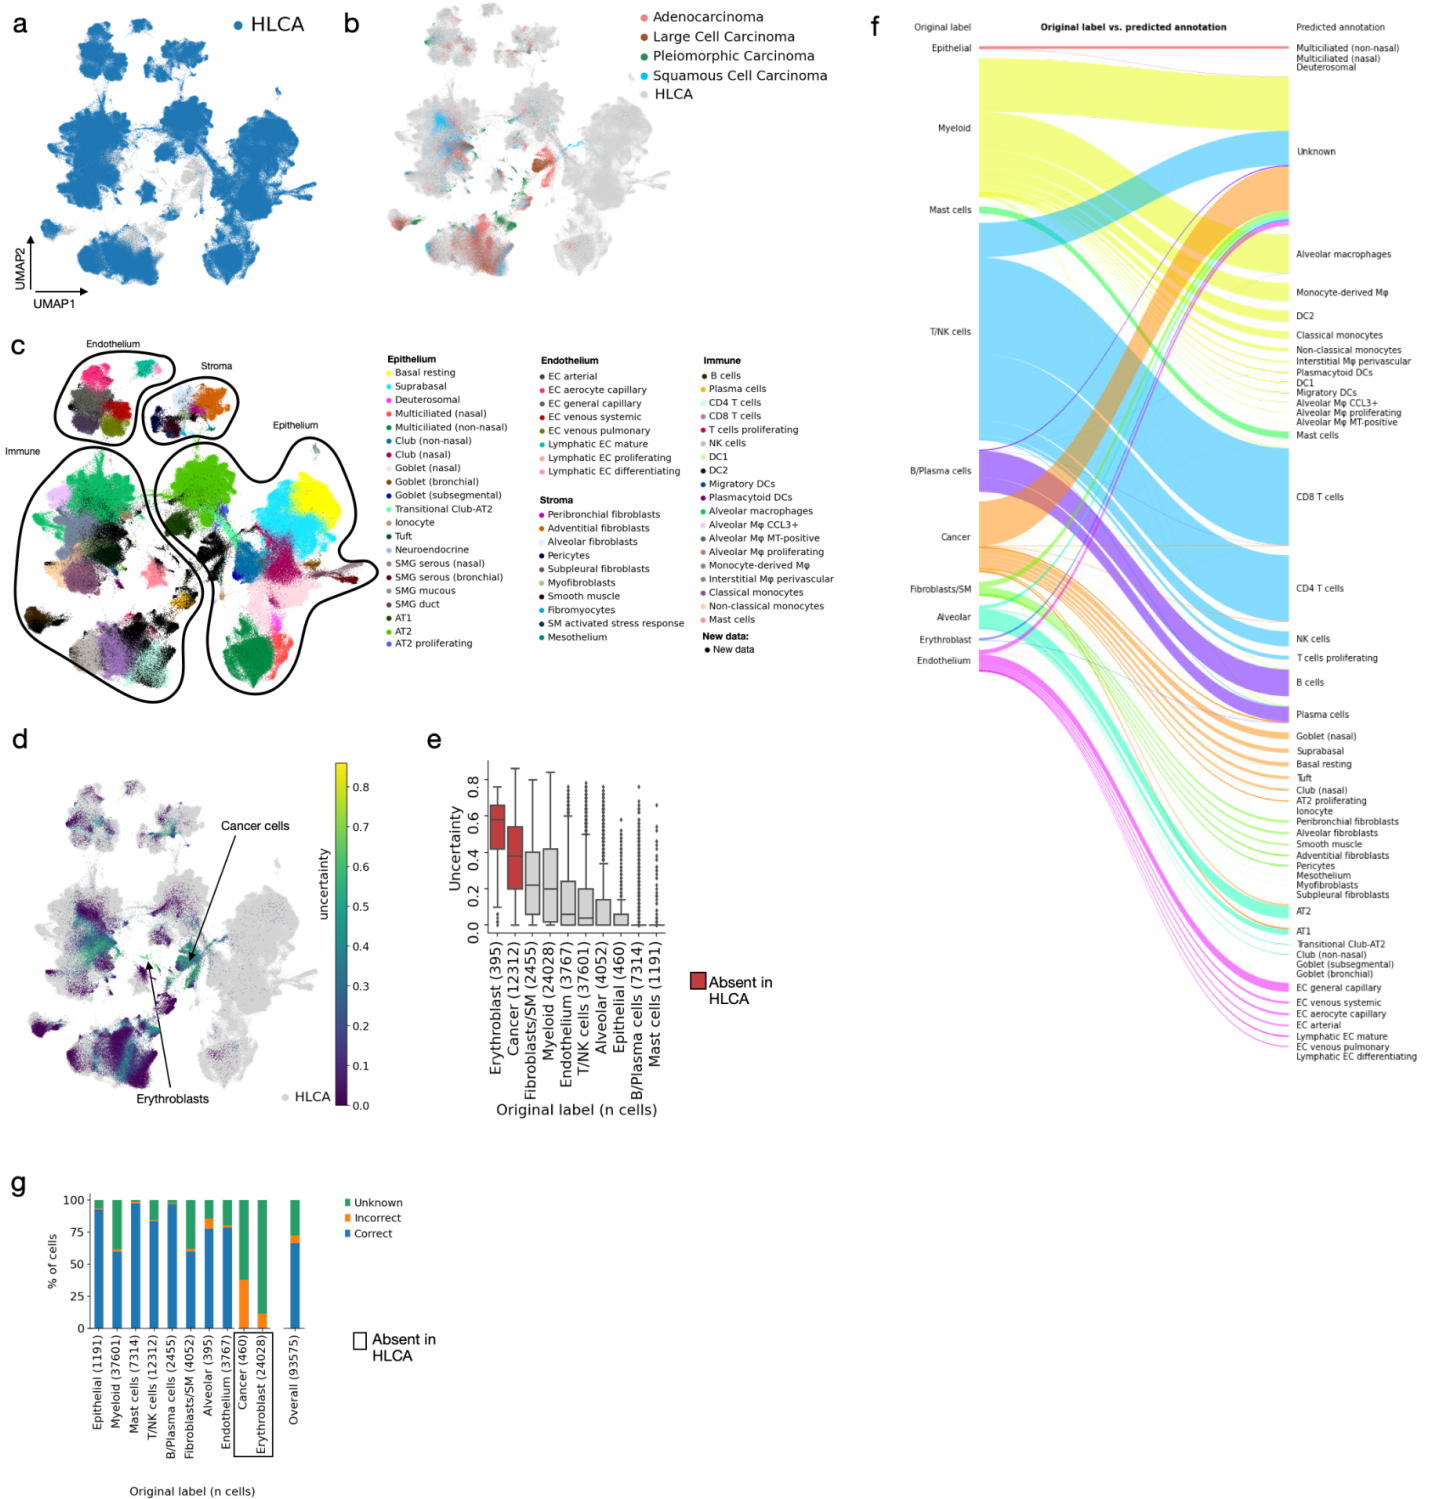 a
HLCA
UMAP2
UMAP1
b
Adenocarcinoma
Large Cell Carcinoma
Pleiomorphic Carcinoma
Squamous Cell Carcinoma
HLCA
c
Endothelium
Stroma
Epithelium
Immune
Epithelium
Basal resting
Suprabasal
Deuterosomal
Multiciliated (nasal)
Multiciliated (non-nasal)
Club (non-nasal)
Club (nasal)
Goblet (nasal)
Goblet (bronchial)
Goblet (subsegmental)
Transitional Club-AT2
Ionocyte
Tuft
Neuroendocrine
SMG serous (nasal)
SMG serous (bronchial)
SMG mucous
SMG duct
AT1
AT2
AT2 proliferating
Endothelium
EC arterial
EC aerocyte capillary
EC general capillary
EC venous systemic
EC venous pulmonary
Lymphatic EC mature
Lymphatic EC proliferating
Lymphatic EC differentiating
Stroma
Peribronchial fibroblasts
Adventitial fibroblasts
Alveolar fibroblasts
Pericytes
Subpleural fibroblasts
Myofibroblasts
Smooth muscle
Fibromyocytes
SM activated stress response
Mesothelium
Immune
B cells
Plasma cells
CD4 T cells
CD8 T cells
T cells proliferating
NK cells
DC1
DC2
Migratory DCs
Plasmacytoid DCs
Alveolar macrophages
Alveolar Mφ CCL3+
Alveolar Mφ MT-positive
Alveolar Mφ proliferating
Monocyte-derived Mφ
Interstitial Mφ perivascular
Classical monocytes
Non-classical monocytes
Mast cells
New data:
New data
d
Cancer cells
Erythroblasts
HLCA
uncertainty
0.8
0.7
0.6
0.5
0.4
0.3
0.2
0.1
0.0
e
Uncertainty
0.8
0.6
0.4
0.2
0.0
Erythroblast (395)
Cancer (12312)
Fibroblasts/SM (2455)
Myeloid (24028)
Endothelium (3767)
T/NK cells (37601)
Alveolar (4052)
Epithelial (460)
B/Plasma cells (7314)
Mast cells (1191)
Original label (n cells)
Absent in
HLCA
f
Original label
Original label vs. predicted annotation
Predicted annotation
Epithelial
Myeloid
Mast cells
T/NK cells
B/Plasma cells
Cancer
Fibroblasts/SM
Alveolar
Erythroblast
Endothelium
Multiciliated (non-nasal)
Multiciliated (nasal)
Deuterosomal
Unknown
Alveolar macrophages
Monocyte-derived Mφ
DC2
Classical monocytes
Non-classical monocytes
Interstitial Mφ perivascular
Plasmacytoid DCs
DC1
Migratory DCs
Alveolar Mφ CCL3+
Alveolar Mφ proliferating
Alveolar Mφ MT-positive
Mast cells
CD8 T cells
CD4 T cells
NK cells
T cells proliferating
B cells
Plasma cells
Goblet (nasal)
Suprabasal
Basal resting
Tuft
Club (nasal)
AT2 proliferating
Ionocyte
Peribronchial fibroblasts
Alveolar fibroblasts
Smooth muscle
Adventitial fibroblasts
Pericytes
Mesothelium
Myofibroblasts
Subpleural fibroblasts
AT2
AT1
Transitional Club-AT2
Club (non-nasal)
Goblet (subsegmental)
Goblet (bronchial)
EC general capillary
EC venous systemic
EC aerocyte capillary
EC arterial
Lymphatic EC mature
EC venous pulmonary
Lymphatic EC differentiating
g
% of cells
100
75
50
25
0
Unknown
Incorrect
Correct
Epithelial (1191)
Myeloid (37601)
Mast cells (7314)
T/NK cells (12312)
B/Plasma cells (2455)
Fibroblasts/SM (4052)
Alveolar (395)
Endothelium (3767)
Cancer (460)
Erythroblast (24028)
Overall (93575)
Original label (n cells)
Absent in
HLCA